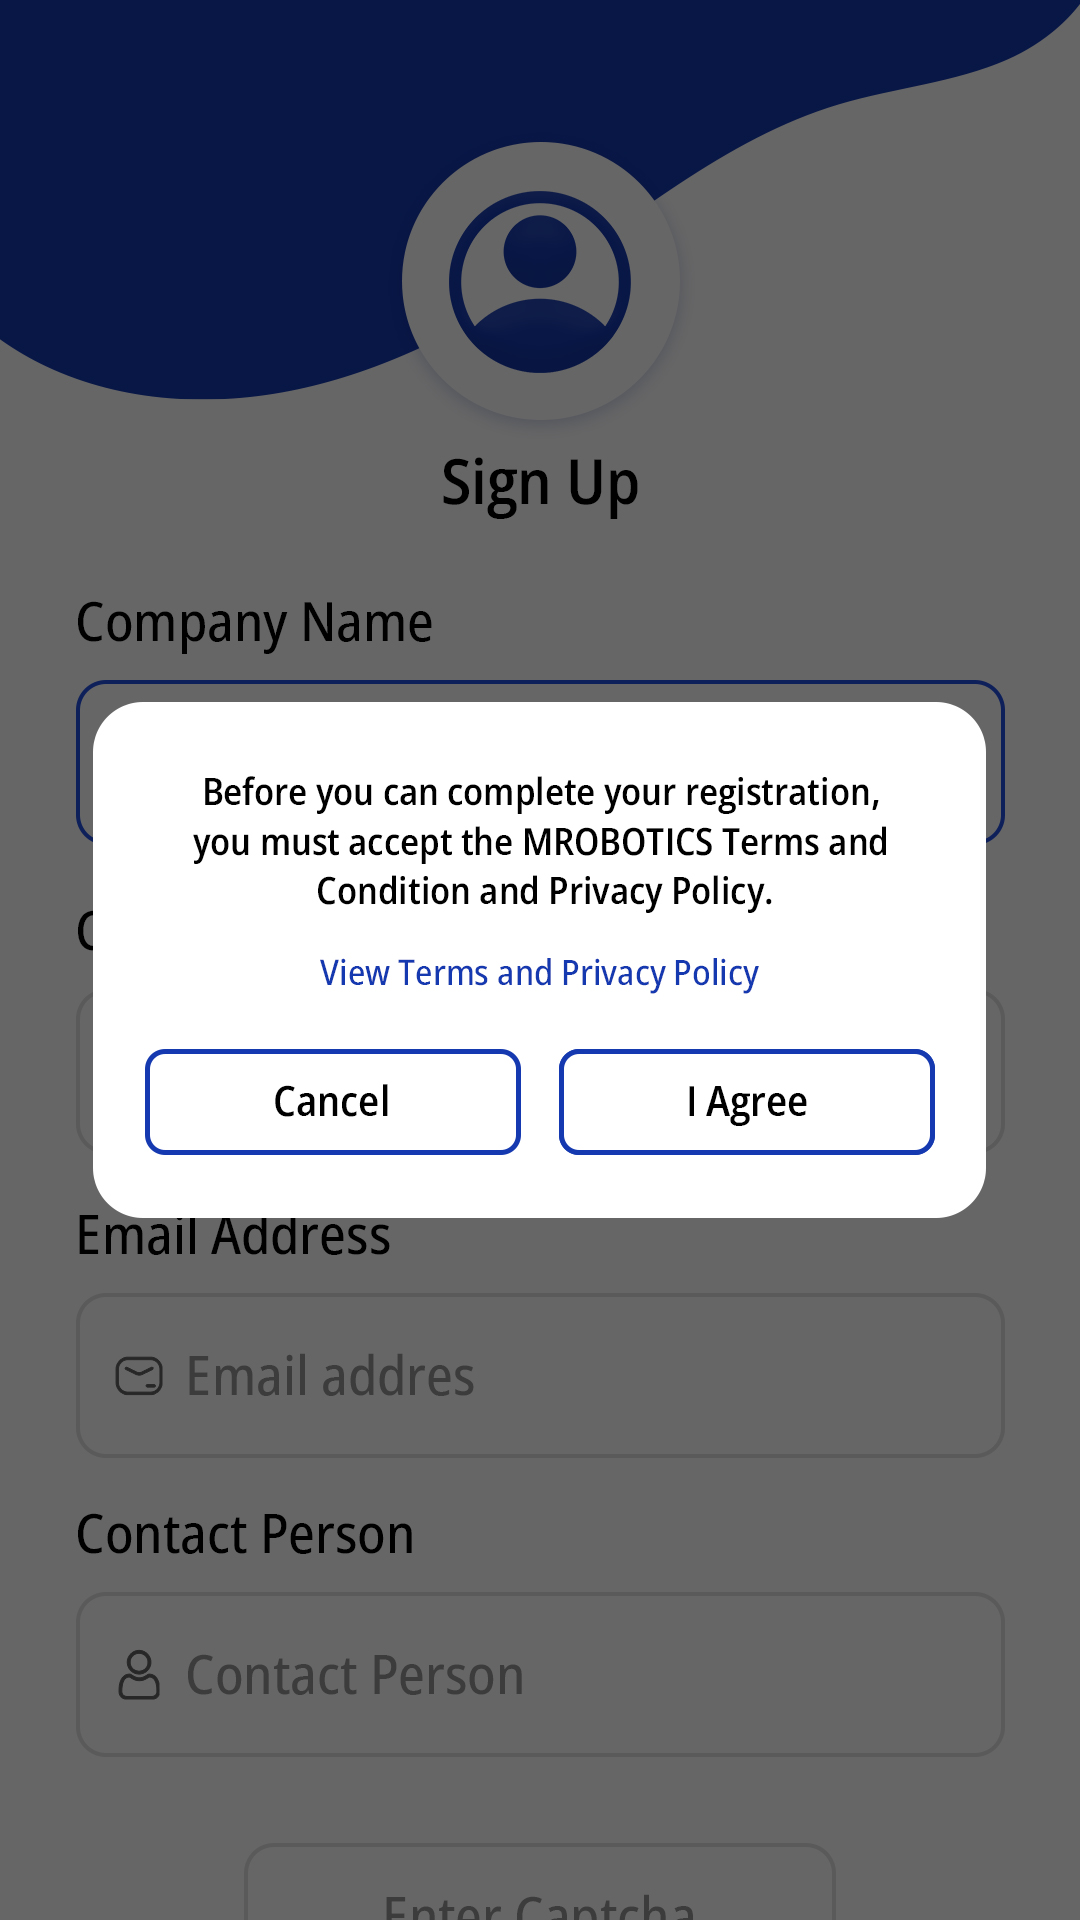 Sign Up
Company Name
Before you can complete your registration,
you must accept the MROBOTICS Terms and
Condition and Privacy Policy.
View Terms and Privacy Policy
Cancel
I Agree
Email Address
Email addres
Contact Person
Contact Person
Enter Captcha